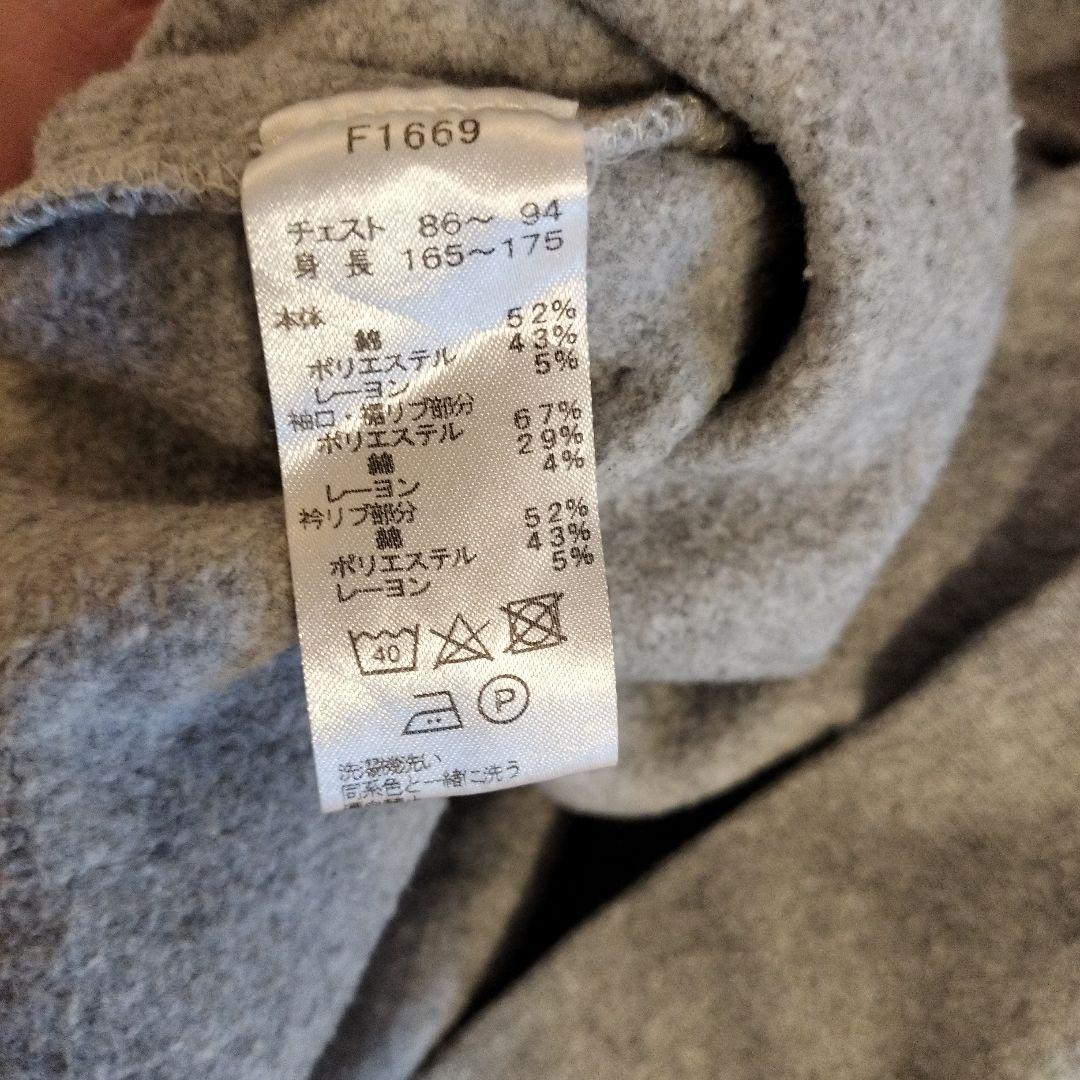 F1669
チェスト 86～ 94
身 長 165～175
本体
綿 52%
ポリエステル 43%
レーヨン 5%
袖口・裾リブ部分
ポリエステル 67%
綿 29%
レーヨン 4%
衿リブ部分
綿 52%
ポリエステル 43%
レーヨン 5%
40
P
洗い
同系色と一緒に洗う